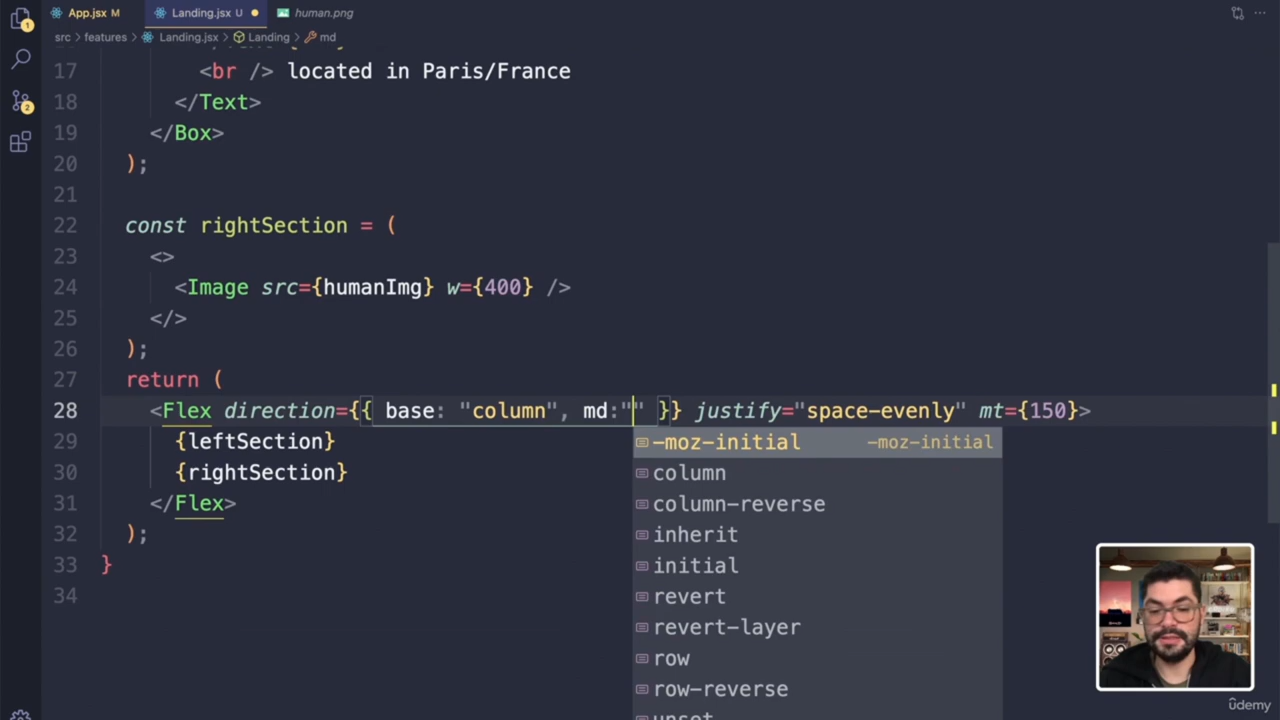 App.jsx M
Landing.jsx U
human.png
src > features > Landing.jsx > Landing > md
17 <br /> located in Paris/France
18 </Text>
19 </Box>
20 );
21
22 const rightSection = (
23 <>
24 <Image src={humanImg} w={400} />
25 </>
26 );
27 return (
28 <Flex direction={{ base: "column", md:"" }} justify="space-evenly" mt={150}>
-moz-initial -moz-initial
29 {leftSection}
column
30 {rightSection}
column-reverse
31 </Flex>
inherit
32 );
initial
33 }
revert
34
revert-layer
row
row-reverse
unset
1
2
ûdemy